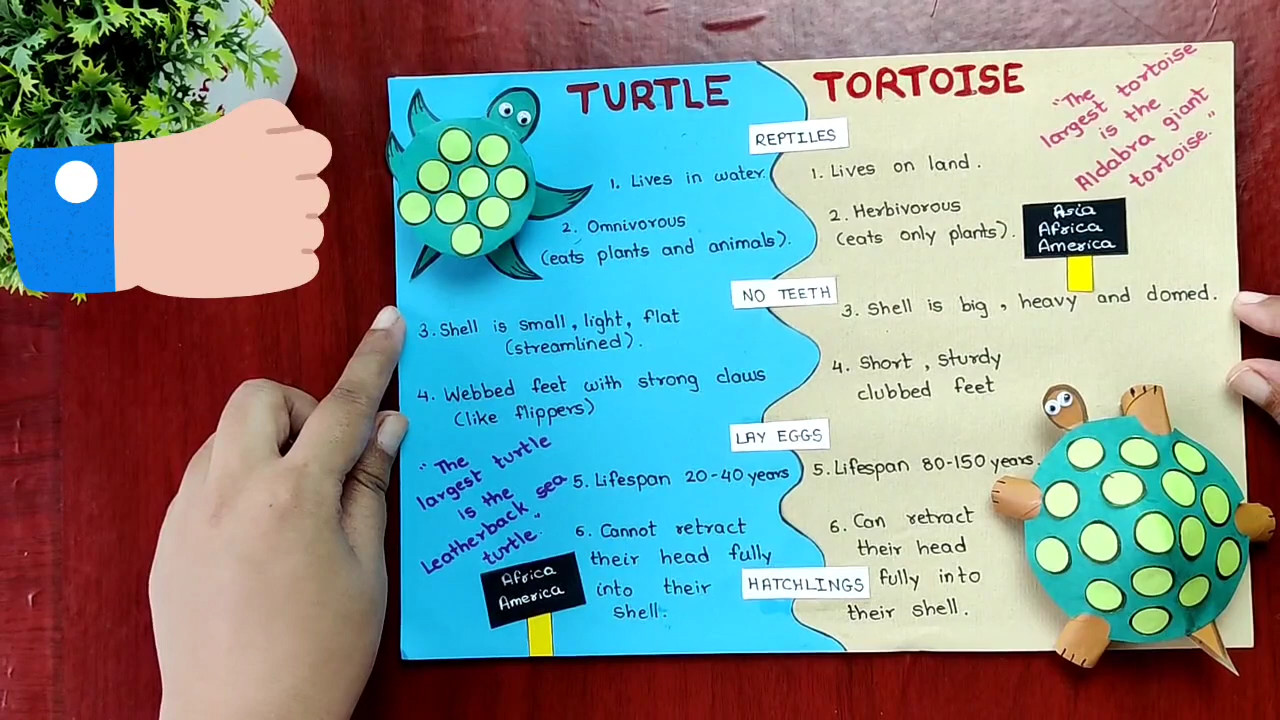 TURTLE
1. Lives in water.
2. Omnivorous
(eats plants and animals).
3. Shell is small, light, flat
(streamlined).
4. Webbed feet with strong claws
(like flippers)
"The
largest turtle
is the
Leatherback sea
turtle."
5. Lifespan 20-40 years
6. Cannot retract
their head fully
into their
shell.
Africa
America
REPTILES
NO TEETH
LAY EGGS
HATCHLINGS
TORTOISE
"The
largest tortoise
is the
Aldabra giant
tortoise."
1. Lives on land.
2. Herbivorous
(eats only plants).
Asia
Africa
America
3. Shell is big, heavy and domed.
4. Short, sturdy
clubbed feet
5. Lifespan 80-150 years.
6. Can retract
their head
fully into
their shell.